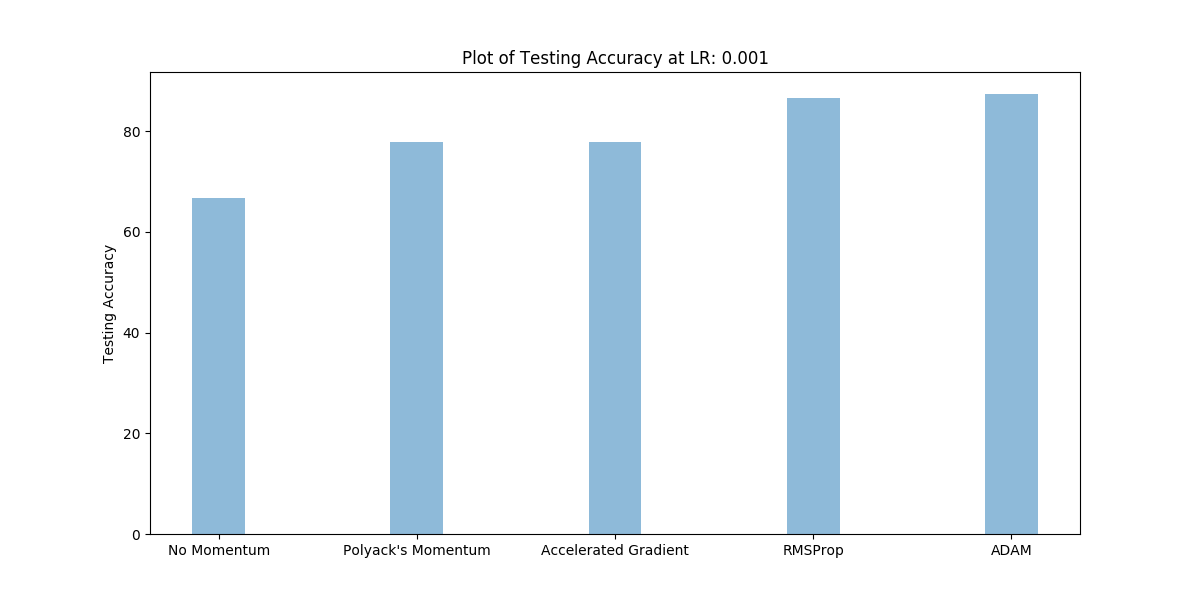 Plot of Testing Accuracy at LR: 0.001
Testing Accuracy
80
60
40
20
0
No Momentum
Polyack's Momentum
Accelerated Gradient
RMSProp
ADAM